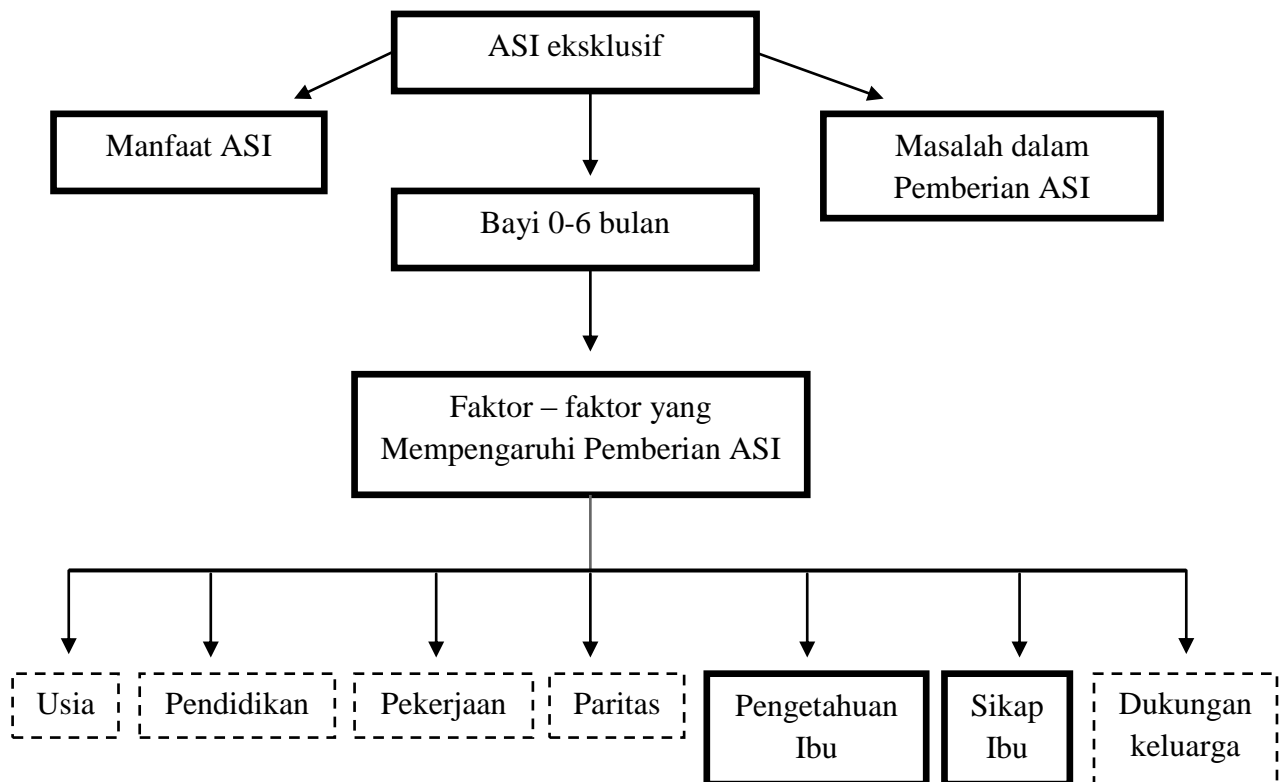 ASI eksklusif
Manfaat ASI
Masalah dalam
Pemberian ASI
Bayi 0-6 bulan
Faktor – faktor yang
Mempengaruhi Pemberian ASI
Usia
Pendidikan
Pekerjaan
Paritas
Pengetahuan
Ibu
Sikap
Ibu
Dukungan
keluarga